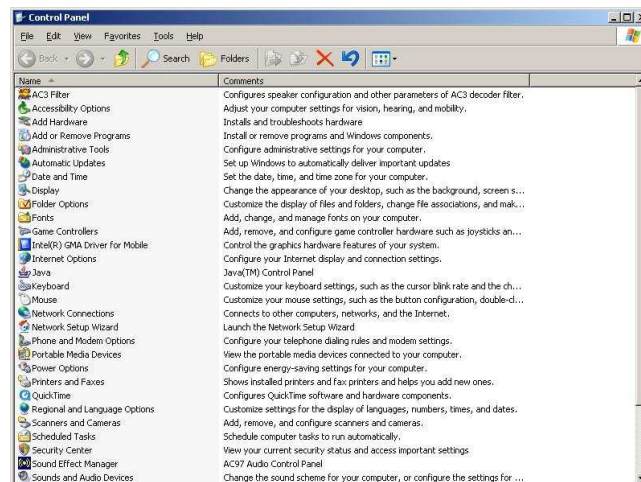 Control Panel
File Edit View Favorites Tools Help
Back Search Folders
Name Comments
AC3 Filter Configures speaker configuration and other parameters of AC3 decoder filter.
Accessibility Options Adjust your computer settings for vision, hearing, and mobility.
Add Hardware Installs and troubleshoots hardware
Add or Remove Programs Install or remove programs and Windows components.
Administrative Tools Configure administrative settings for your computer.
Automatic Updates Set up Windows to automatically deliver important updates
Date and Time Set the date, time, and time zone for your computer.
Display Change the appearance of your desktop, such as the background, screen s...
Folder Options Customize the display of files and folders, change file associations, and mak...
Fonts Add, change, and manage fonts on your computer.
Game Controllers Add, remove, and configure game controller hardware such as joysticks an...
Intel(R) GMA Driver for Mobile Control the graphics hardware features of your system.
Internet Options Configure your Internet display and connection settings.
Java Java(TM) Control Panel
Keyboard Customize your keyboard settings, such as the cursor blink rate and the ch...
Mouse Customize your mouse settings, such as the button configuration, double-cl...
Network Connections Connects to other computers, networks, and the Internet.
Network Setup Wizard Launch the Network Setup Wizard
Phone and Modem Options Configure your telephone dialing rules and modem settings.
Portable Media Devices View the portable media devices connected to your computer.
Power Options Configure energy-saving settings for your computer.
Printers and Faxes Shows installed printers and fax printers and helps you add new ones.
QuickTime Configures QuickTime software and hardware components.
Regional and Language Options Customize settings for the display of languages, numbers, times, and dates.
Scanners and Cameras Add, remove, and configure scanners and cameras.
Scheduled Tasks Schedule computer tasks to run automatically.
Security Center View your current security status and access important settings
Sound Effect Manager AC97 Audio Control Panel
Sounds and Audio Devices Change the sound scheme for your computer, or configure the settings for ...